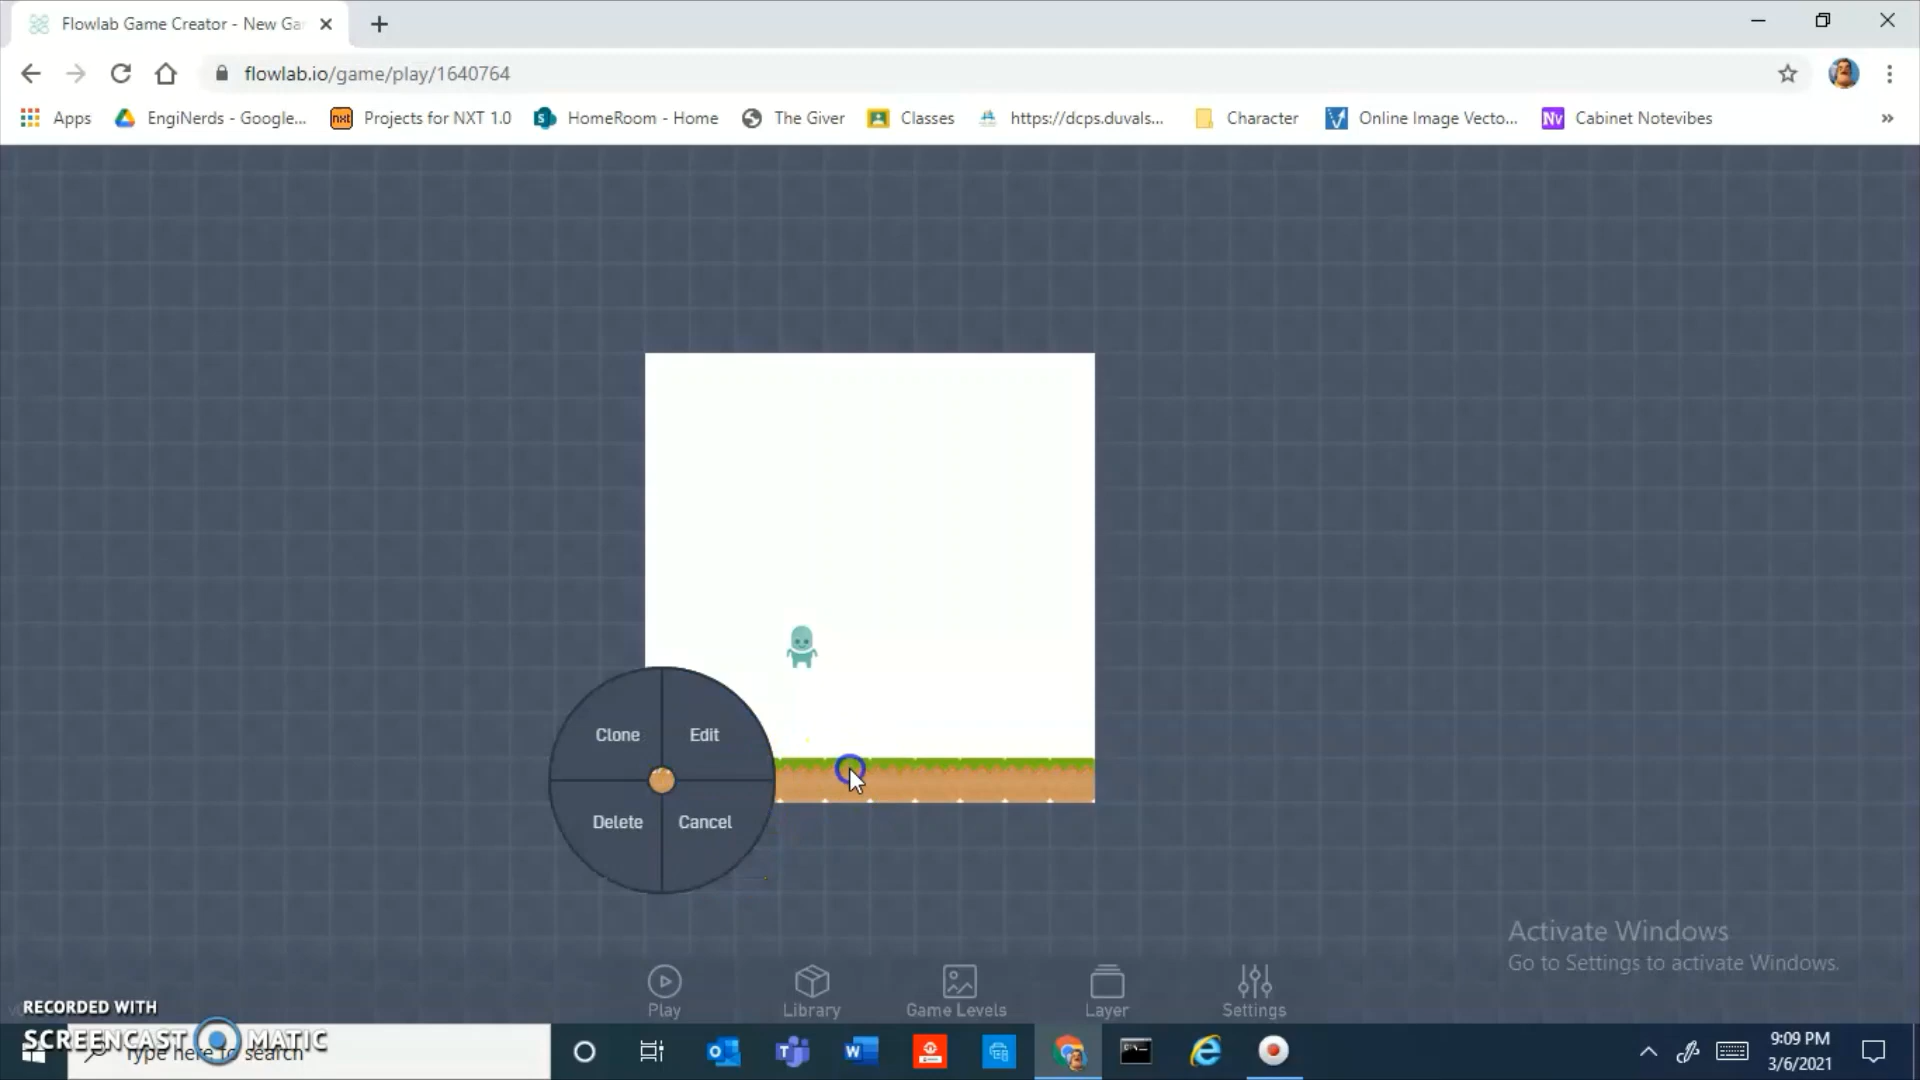 Flowlab Game Creator - New Ga
flowlab.io/game/play/1640764
Apps
EngiNerds - Google...
nxt
Projects for NXT 1.0
S
HomeRoom - Home
The Giver
Classes
https://dcps.duvals...
Character
Online Image Vecto...
Nv
Cabinet Notevibes
»
Clone
Edit
Delete
Cancel
Activate Windows
Go to Settings to activate Windows.
Play
Library
Game Levels
Layer
Settings
RECORDED WITH
SCREENCAST MATIC
Type here to search
9:09 PM
3/6/2021